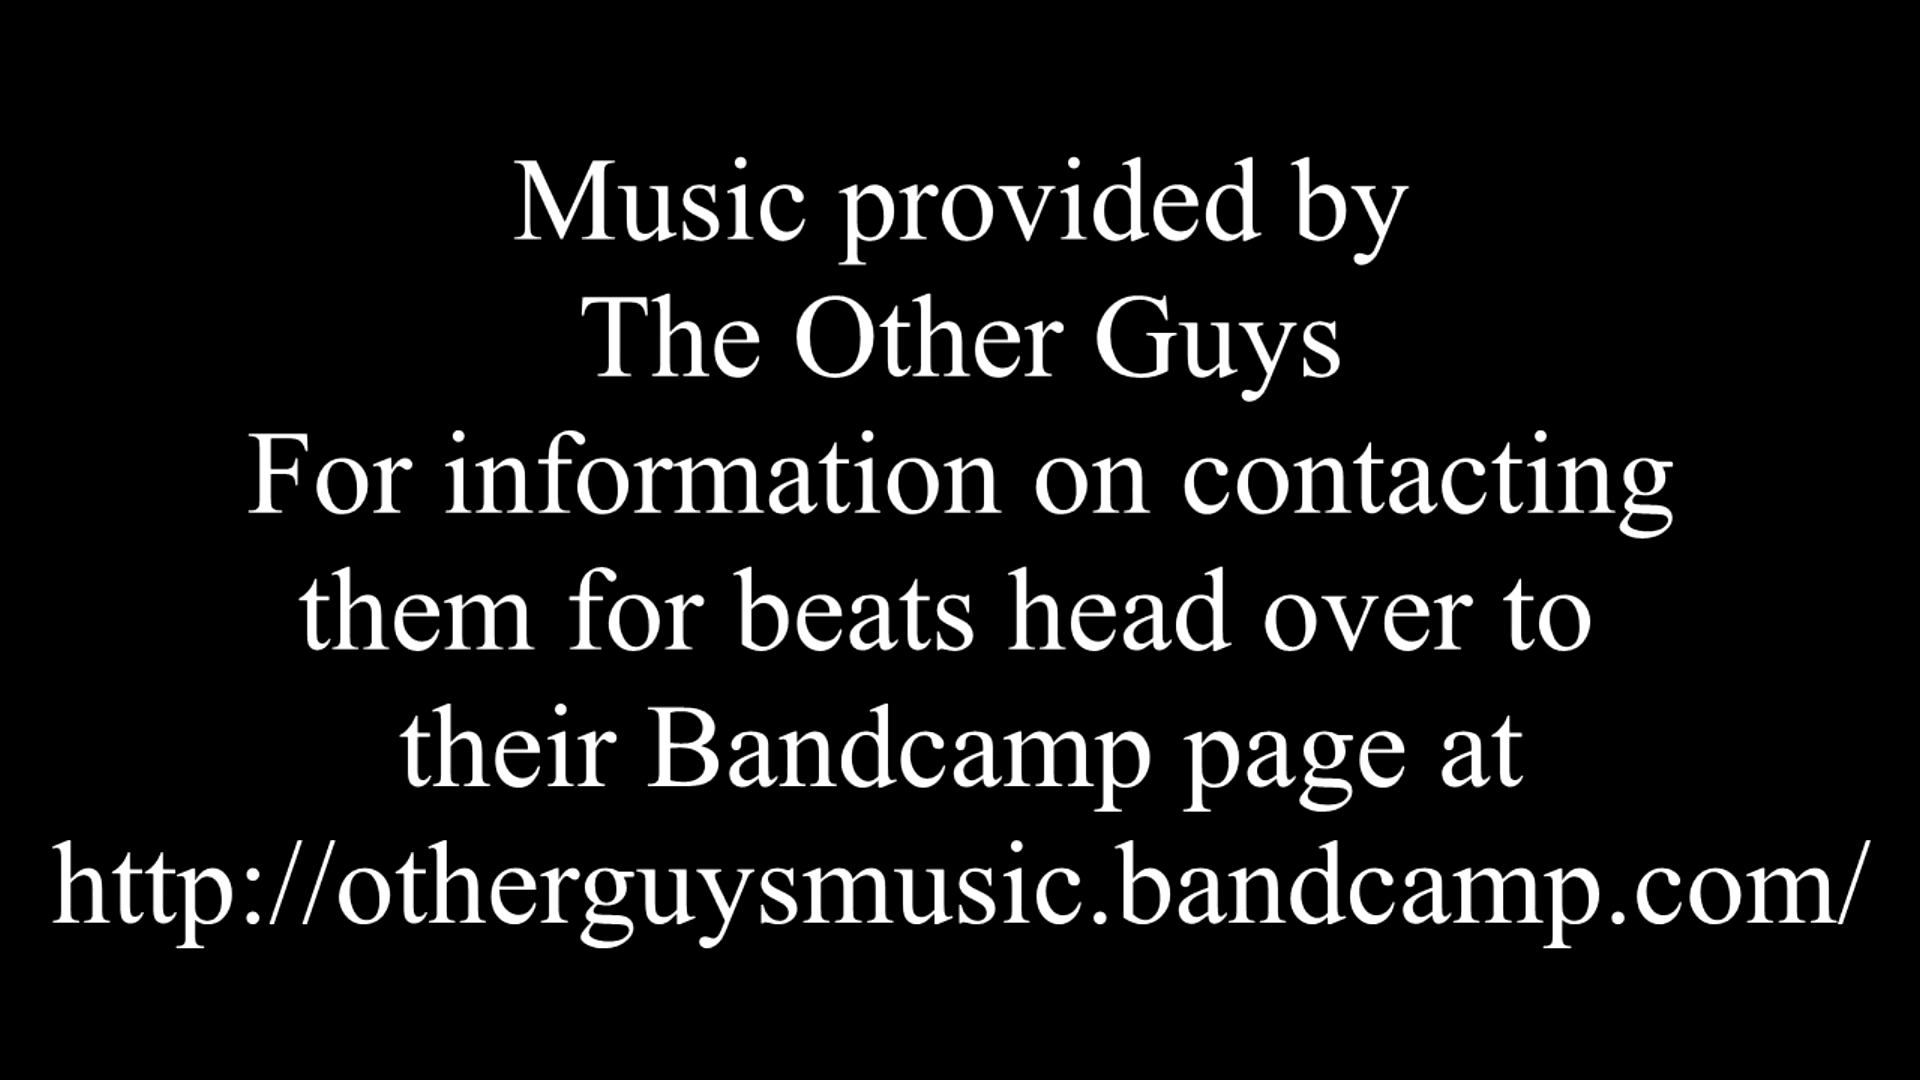 Music provided by
The Other Guys
For information on contacting
them for beats head over to
their Bandcamp page at
http://otherguysmusic.bandcamp.com/